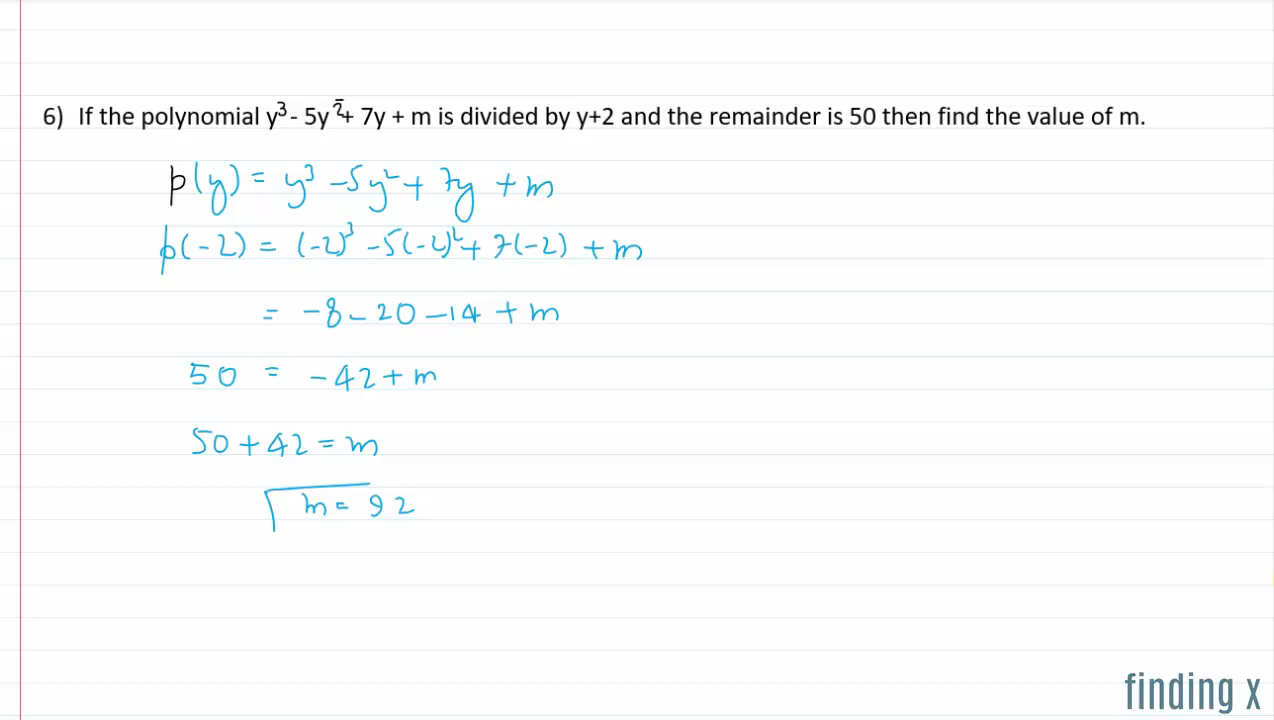 6) If the polynomial y³ - 5y² + 7y + m is divided by y+2 and the remainder is 50 then find the value of m.
p(y) = y³ - 5y² + 7y + m
p(-2) = (-2)³ - 5(-2)² + 7(-2) + m
= -8 - 20 - 14 + m
50 = -42 + m
50 + 42 = m
m = 92
finding x